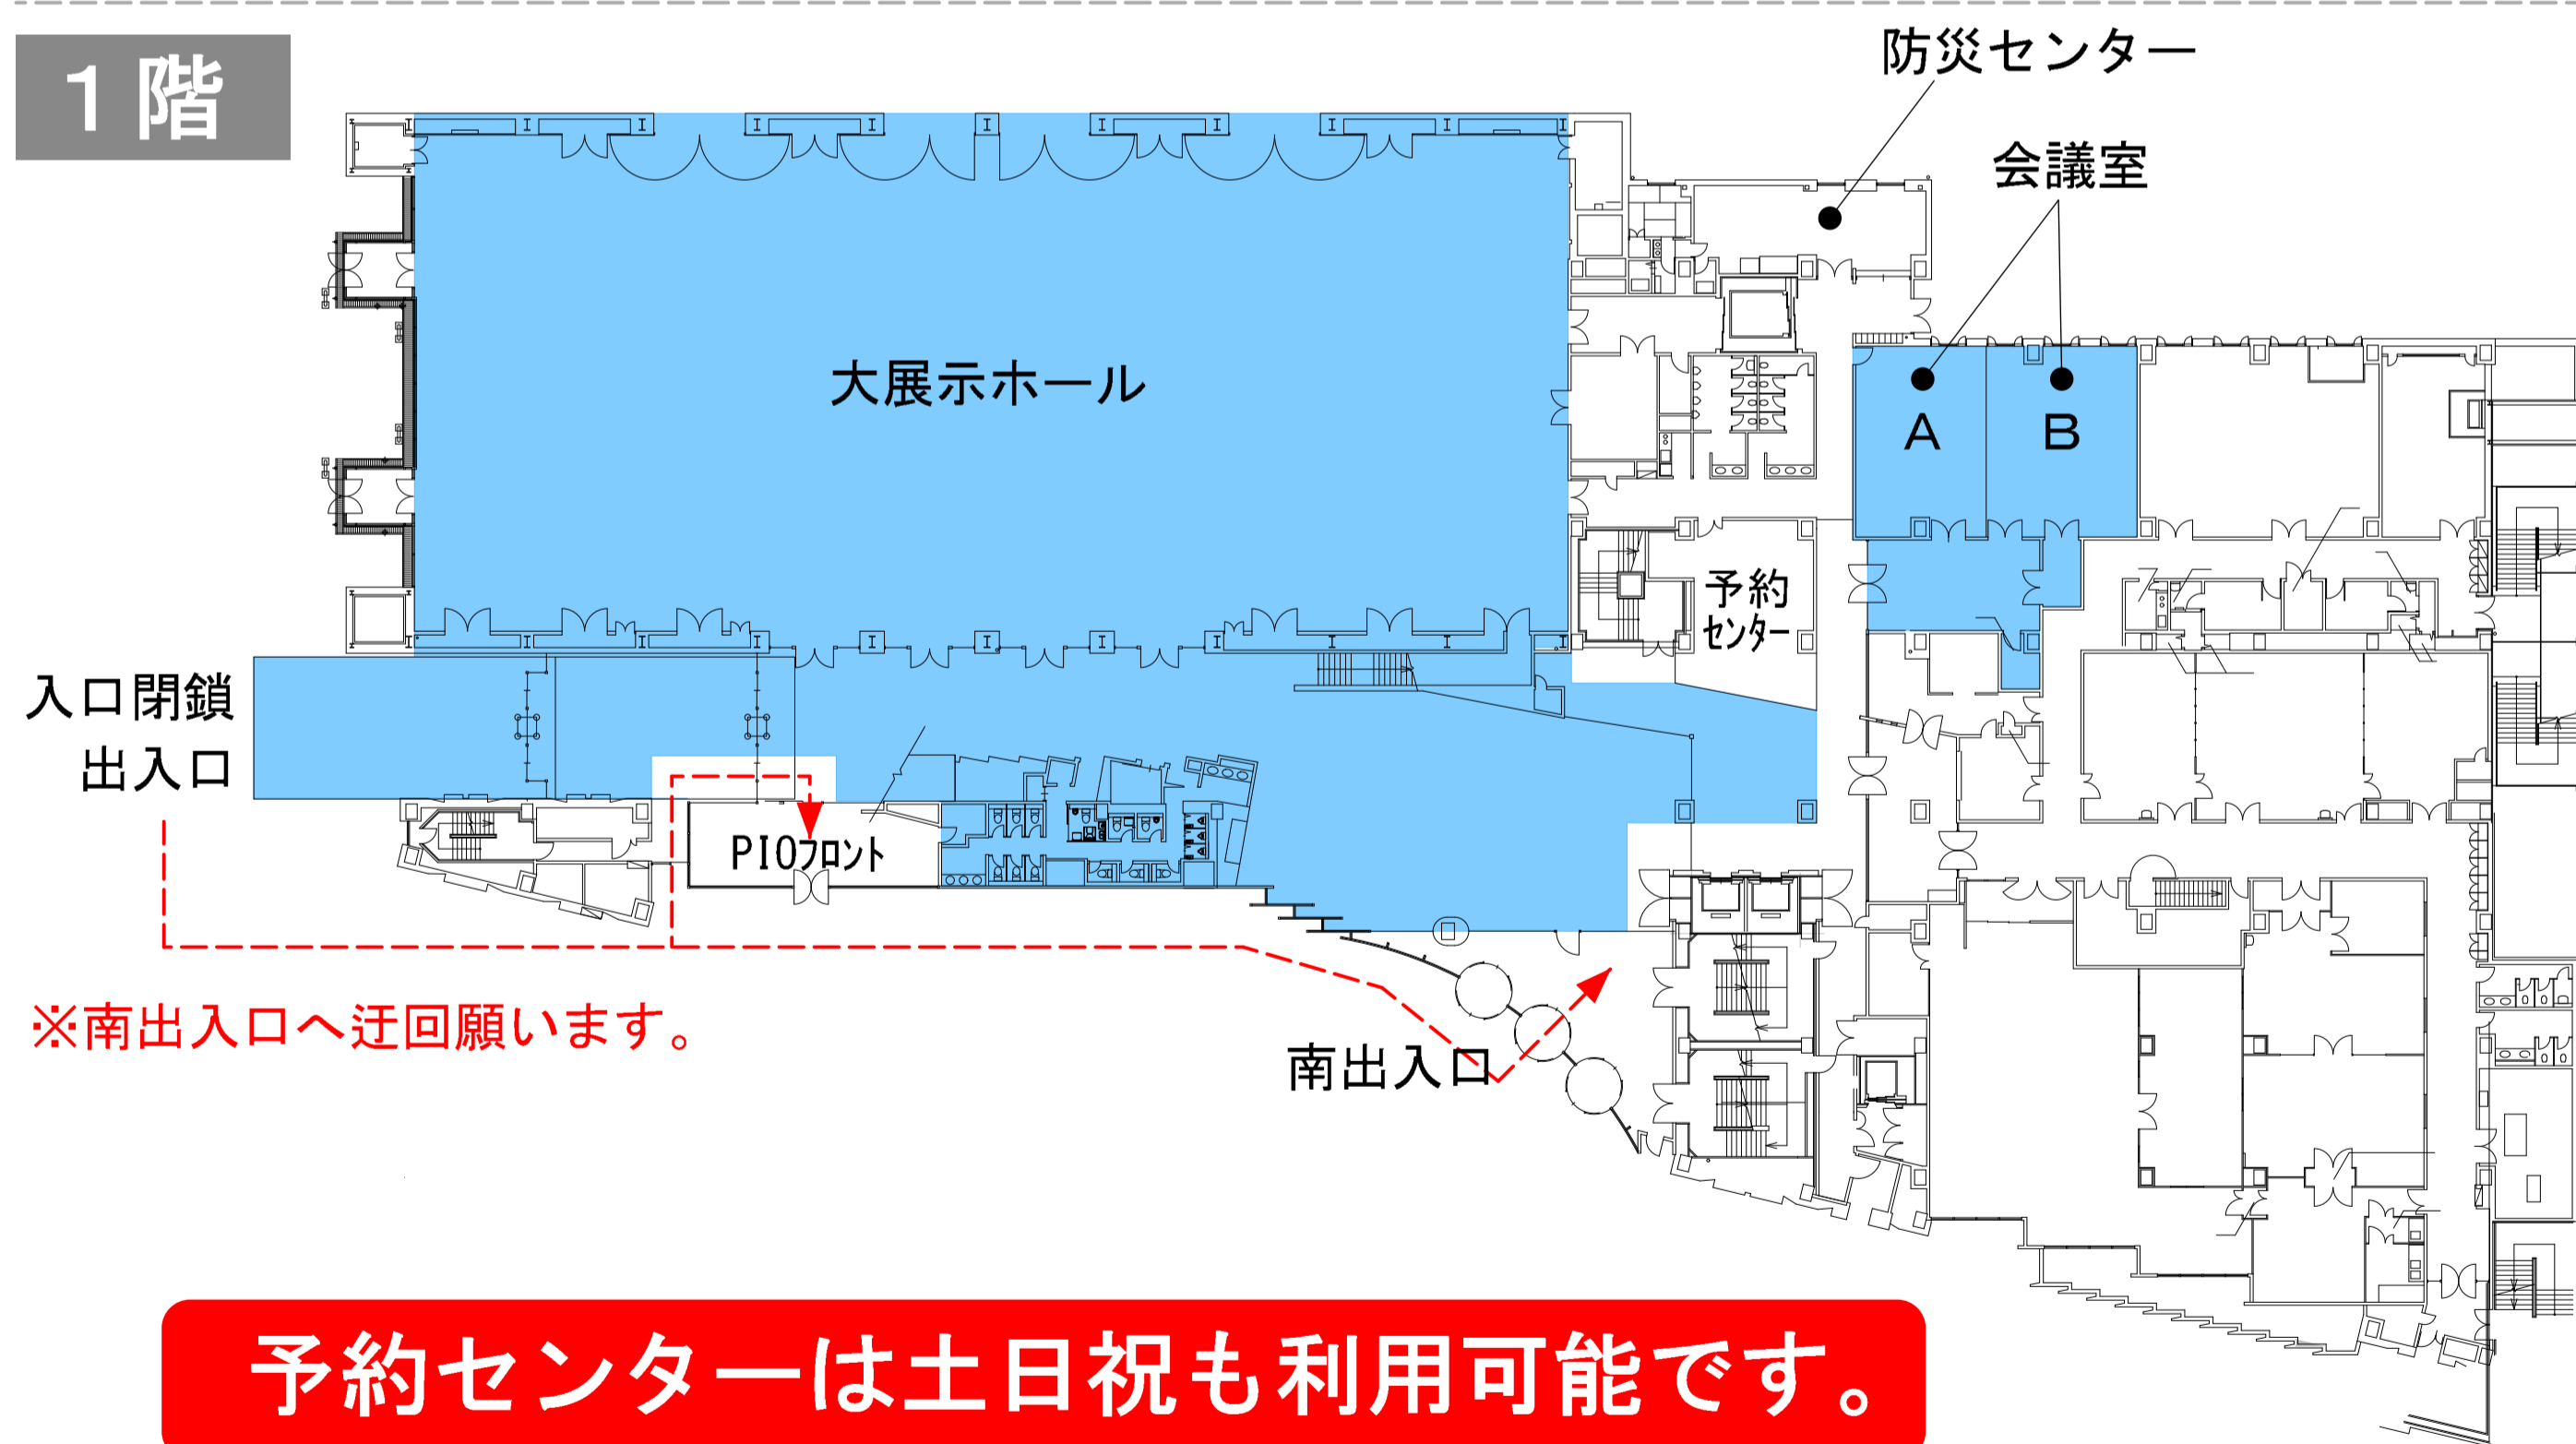 1階
防災センター
会議室
大展示ホール
A
B
予約
センター
入口閉鎖
出入口
PIOフロント
※南出入口へ迂回願います。
南出入口
予約センターは土日祝も利用可能です。